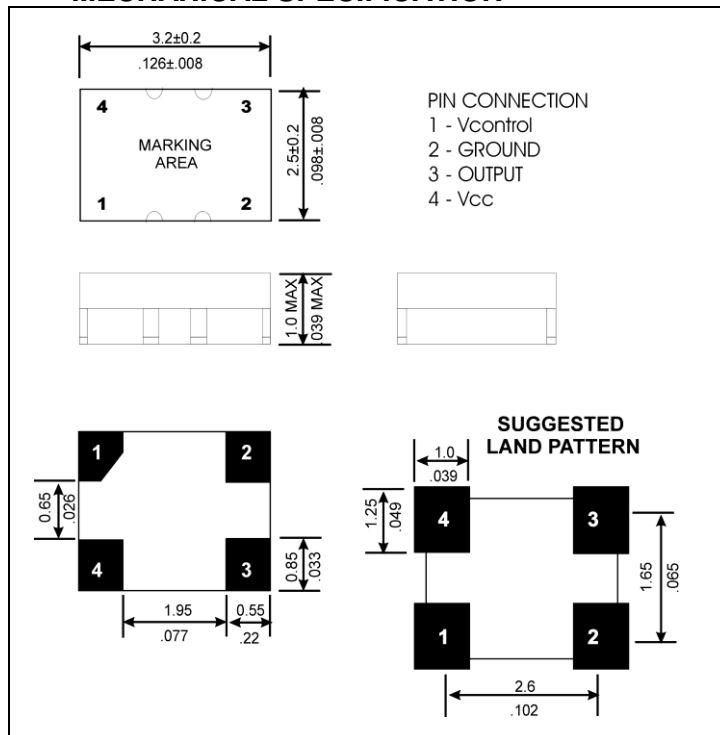 3.2±0.2
.126±.008
4 3
MARKING
AREA
1 2
2.5±0.2
.098±.008
PIN CONNECTION
1 - Vcontrol
2 - GROUND
3 - OUTPUT
4 - Vcc
1.0 MAX
.039 MAX
1 2
4 3
0.65
.026
0.85
.033
1.95
.077
0.55
.22
SUGGESTED
LAND PATTERN
1.0
.039
1.25
.049
4 3
1 2
1.65
.065
2.6
.102